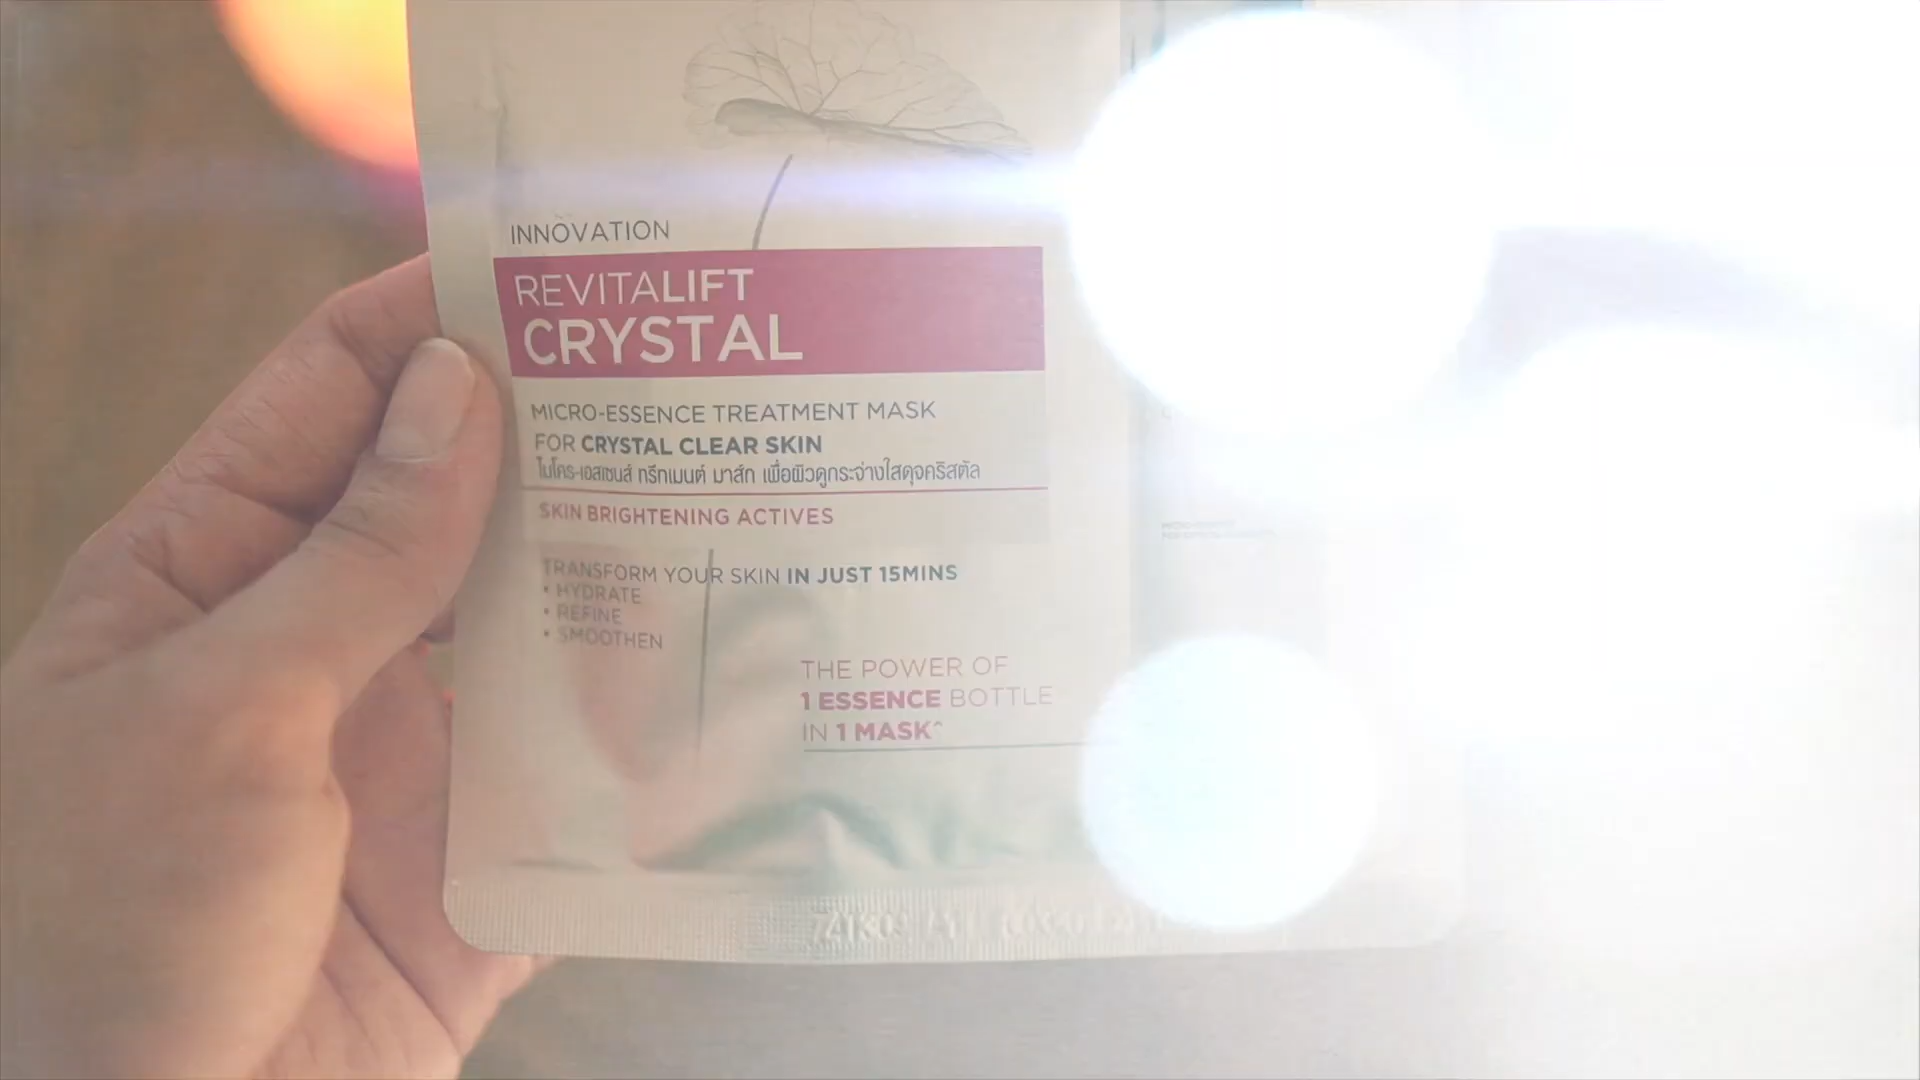 INNOVATION
REVITALIFT
CRYSTAL
MICRO-ESSENCE TREATMENT MASK
FOR CRYSTAL CLEAR SKIN
ไมโคร-เอสเซนส์ ทรีทเมนต์ มาส์ก เพื่อผิวดูกระจ่างใสดุจคริสตัล
SKIN BRIGHTENING ACTIVES
TRANSFORM YOUR SKIN IN JUST 15MINS
• HYDRATE
• REFINE
• SMOOTHEN
THE POWER OF
1 ESSENCE BOTTLE
IN 1 MASK^